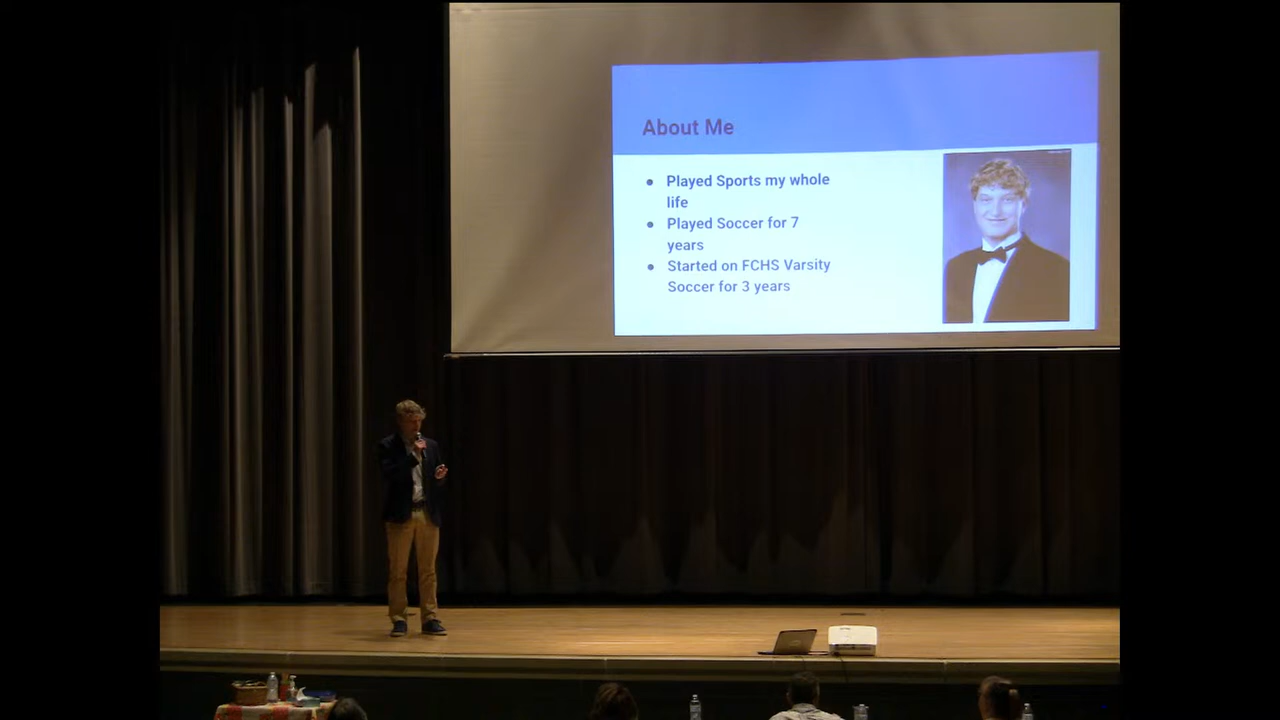 About Me
● Played Sports my whole
life
● Played Soccer for 7
years
● Started on FCHS Varsity
Soccer for 3 years